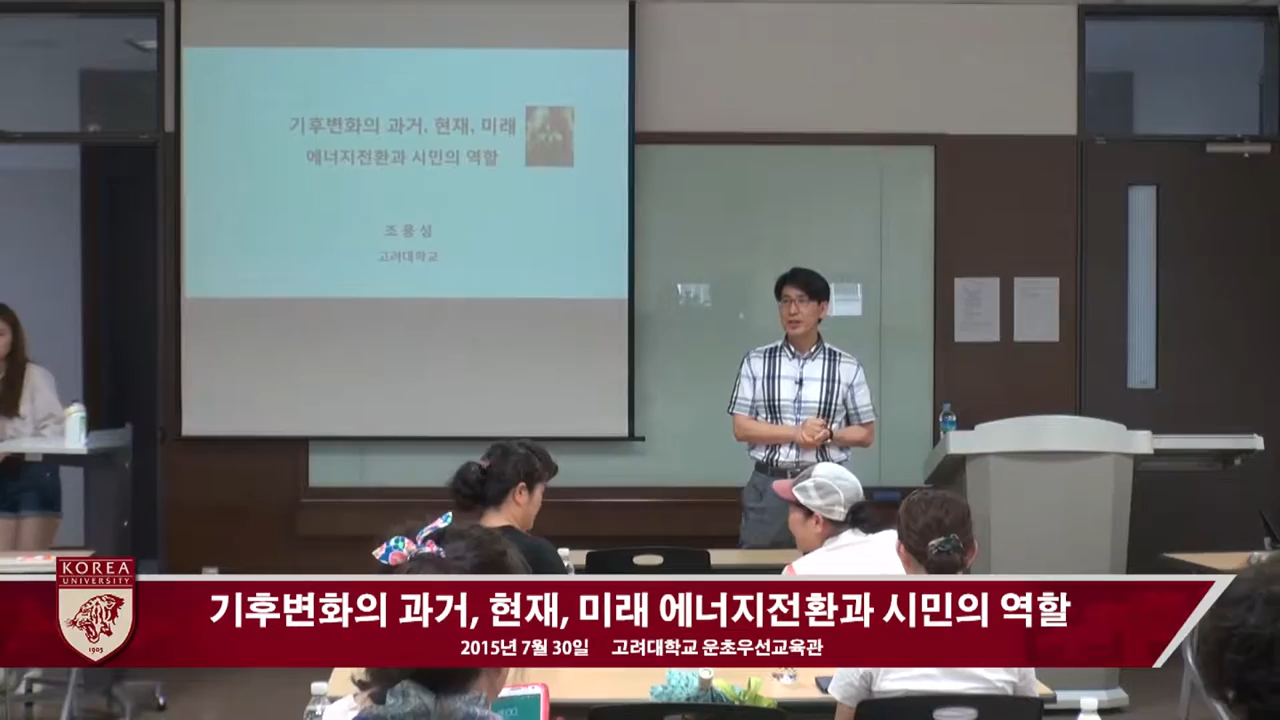 기후변화의 과거, 현재, 미래
에너지전환과 시민의 역할
조 용 성
고려대학교
KOREA
UNIVERSITY
1905
기후변화의 과거, 현재, 미래 에너지전환과 시민의 역할
2015년 7월 30일 고려대학교 운초우선교육관